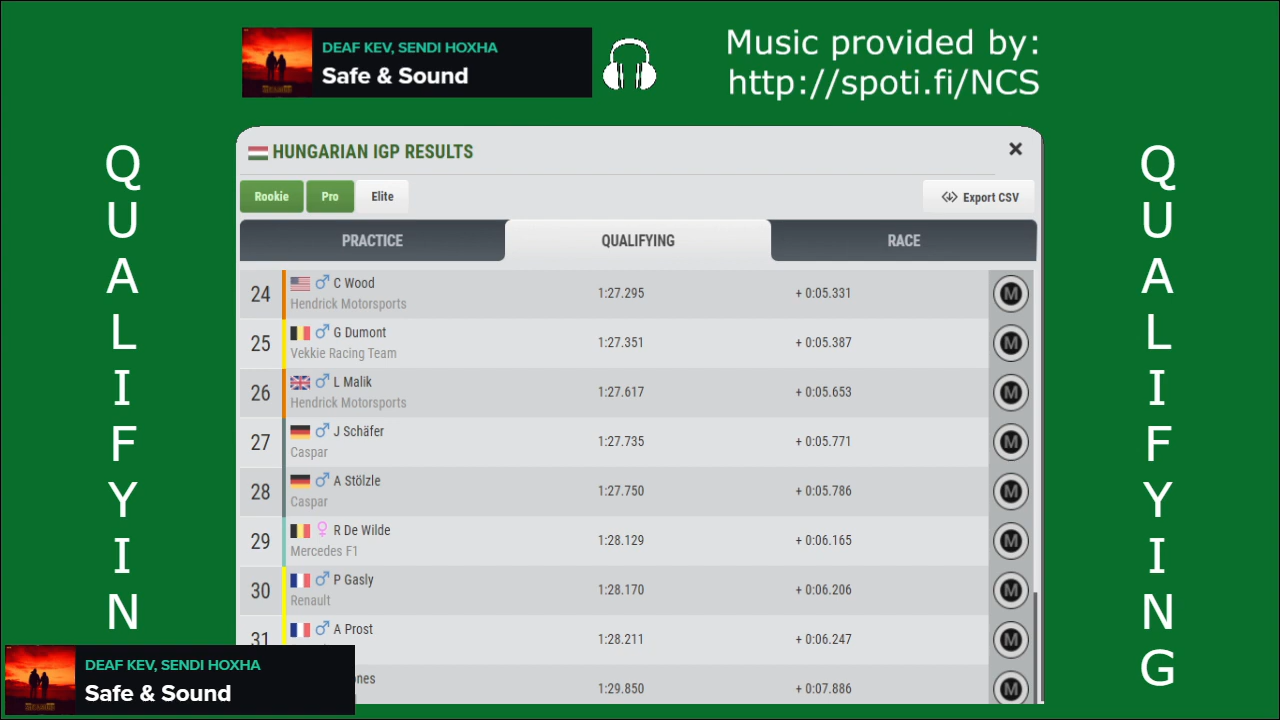 DEAF KEV, SENDI HOXHA
Safe & Sound
Music provided by:
http://spoti.fi/NCS
QUALIFYING
QUALIFYIN
HUNGARIAN IGP RESULTS
×
Rookie Pro Elite Export CSV
PRACTICE QUALIFYING RACE
24 C Wood 1:27.295 + 0:05.331 M
Hendrick Motorsports
25 G Dumont 1:27.351 + 0:05.387 M
Vekkie Racing Team
26 L Malik 1:27.617 + 0:05.653 M
Hendrick Motorsports
27 J Schäfer 1:27.735 + 0:05.771 M
Caspar
28 A Stölzle 1:27.750 + 0:05.786 M
Caspar
29 R De Wilde 1:28.129 + 0:06.165 M
Mercedes F1
30 P Gasly 1:28.170 + 0:06.206 M
Renault
31 A Prost 1:28.211 + 0:06.247 M
ones 1:29.850 + 0:07.886 M
DEAF KEV, SENDI HOXHA
Safe & Sound